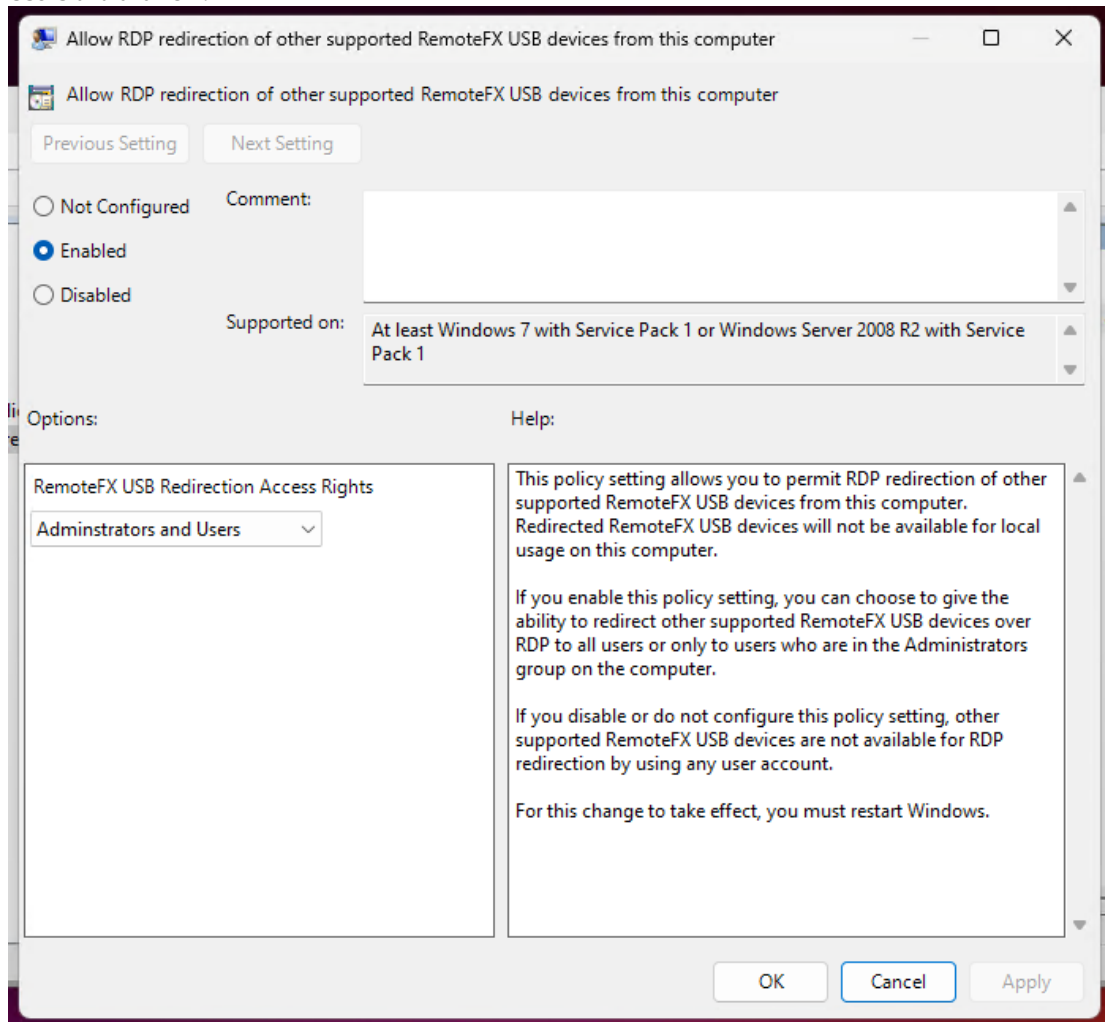 Allow RDP redirection of other supported RemoteFX USB devices from this computer
Allow RDP redirection of other supported RemoteFX USB devices from this computer
Previous Setting
Next Setting
Not Configured
Enabled
Disabled
Comment:
Supported on:
At least Windows 7 with Service Pack 1 or Windows Server 2008 R2 with Service
Pack 1
Options:
Help:
RemoteFX USB Redirection Access Rights
Adminstrators and Users
This policy setting allows you to permit RDP redirection of other
supported RemoteFX USB devices from this computer.
Redirected RemoteFX USB devices will not be available for local
usage on this computer.
If you enable this policy setting, you can choose to give the
ability to redirect other supported RemoteFX USB devices over
RDP to all users or only to users who are in the Administrators
group on the computer.
If you disable or do not configure this policy setting, other
supported RemoteFX USB devices are not available for RDP
redirection by using any user account.
For this change to take effect, you must restart Windows.
OK
Cancel
Apply